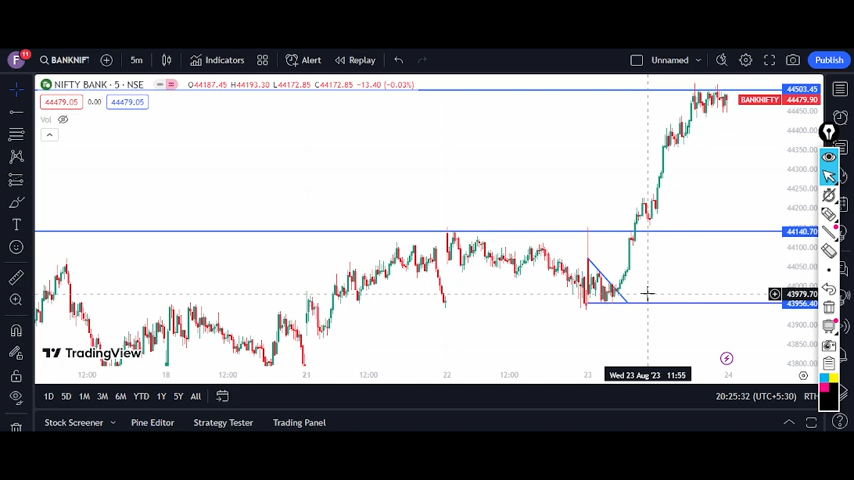 F 11 BANKNIFTY 5m Indicators Alert Replay Unnamed Publish
NIFTY BANK · 5 · NSE O44187.45 H44193.30 L44172.85 C44172.85 −13.40 (−0.03%)
44479.05 0.00 44479.05
Vol
44503.45
BANKNIFTY 44479.90
44450.00
44400.00
44350.00
44300.00
44250.00
44200.00
44140.70
44100.00
44050.00
44000.00
43979.70
43956.40
43900.00
43850.00
43800.00
TradingView
12:00 18 12:00 21 12:00 22 12:00 23 Wed 23 Aug '23 11:55 24
1D 5D 1M 3M 6M YTD 1Y 5Y All 20:25:32 (UTC+5:30) RTH
Stock Screener Pine Editor Strategy Tester Trading Panel